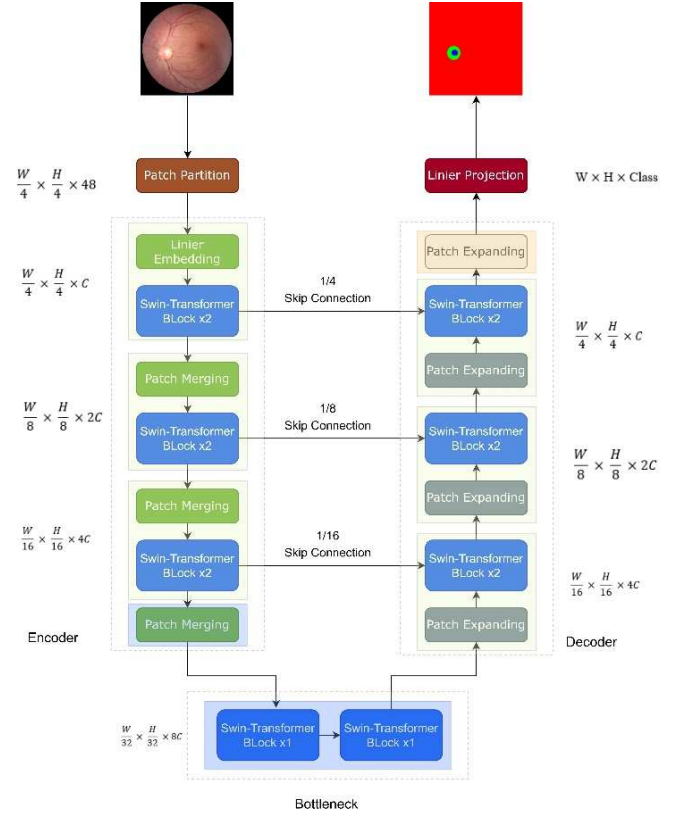 Patch Partition
Linier Projection
W/4 × H/4 × 48
W × H × Class
Linier
Embedding
Patch Expanding
W/4 × H/4 × C
1/4
Skip Connection
Swin-Transformer
BLock x2
Swin-Transformer
BLock x2
W/4 × H/4 × C
Patch Merging
Patch Expanding
W/8 × H/8 × 2C
1/8
Skip Connection
Swin-Transformer
BLock x2
Swin-Transformer
BLock x2
W/8 × H/8 × 2C
Patch Merging
Patch Expanding
W/16 × H/16 × 4C
1/16
Skip Connection
Swin-Transformer
BLock x2
Swin-Transformer
BLock x2
W/16 × H/16 × 4C
Patch Merging
Patch Expanding
Encoder
Decoder
W/32 × H/32 × 8C
Swin-Transformer
BLock x1
Swin-Transformer
BLock x1
Bottleneck